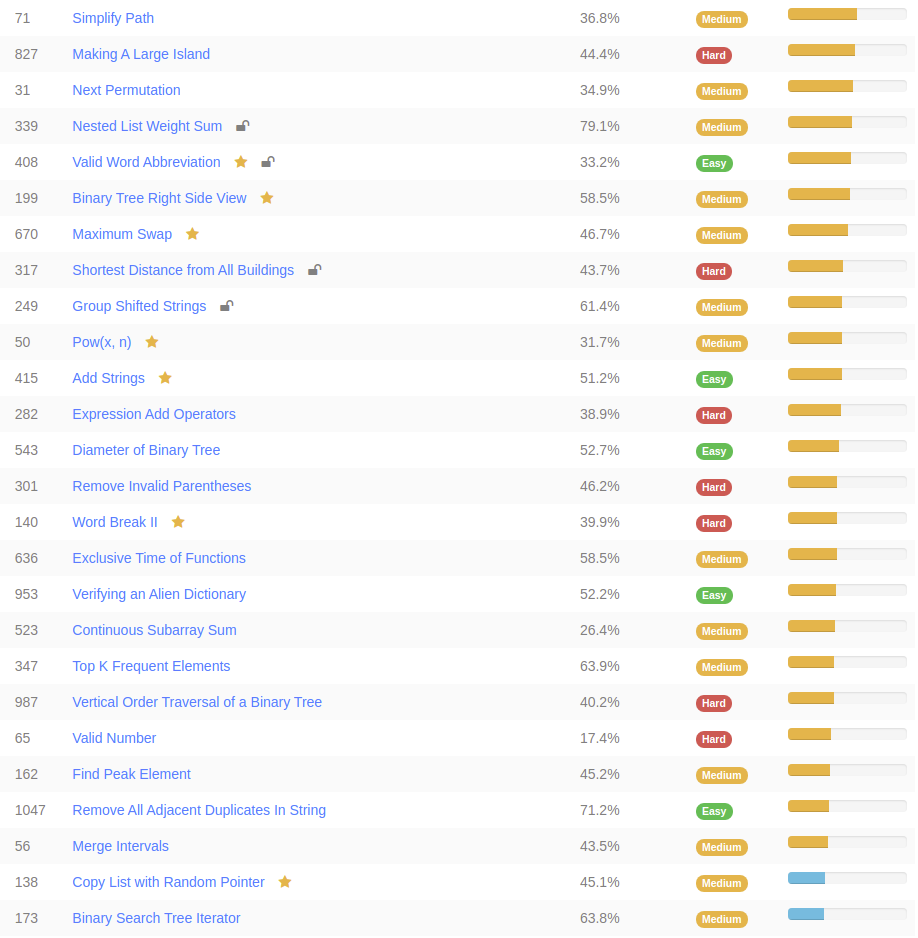 71 Simplify Path 36.8% Medium
827 Making A Large Island 44.4% Hard
31 Next Permutation 34.9% Medium
339 Nested List Weight Sum 79.1% Medium
408 Valid Word Abbreviation 33.2% Easy
199 Binary Tree Right Side View 58.5% Medium
670 Maximum Swap 46.7% Medium
317 Shortest Distance from All Buildings 43.7% Hard
249 Group Shifted Strings 61.4% Medium
50 Pow(x, n) 31.7% Medium
415 Add Strings 51.2% Easy
282 Expression Add Operators 38.9% Hard
543 Diameter of Binary Tree 52.7% Easy
301 Remove Invalid Parentheses 46.2% Hard
140 Word Break II 39.9% Hard
636 Exclusive Time of Functions 58.5% Medium
953 Verifying an Alien Dictionary 52.2% Easy
523 Continuous Subarray Sum 26.4% Medium
347 Top K Frequent Elements 63.9% Medium
987 Vertical Order Traversal of a Binary Tree 40.2% Hard
65 Valid Number 17.4% Hard
162 Find Peak Element 45.2% Medium
1047 Remove All Adjacent Duplicates In String 71.2% Easy
56 Merge Intervals 43.5% Medium
138 Copy List with Random Pointer 45.1% Medium
173 Binary Search Tree Iterator 63.8% Medium